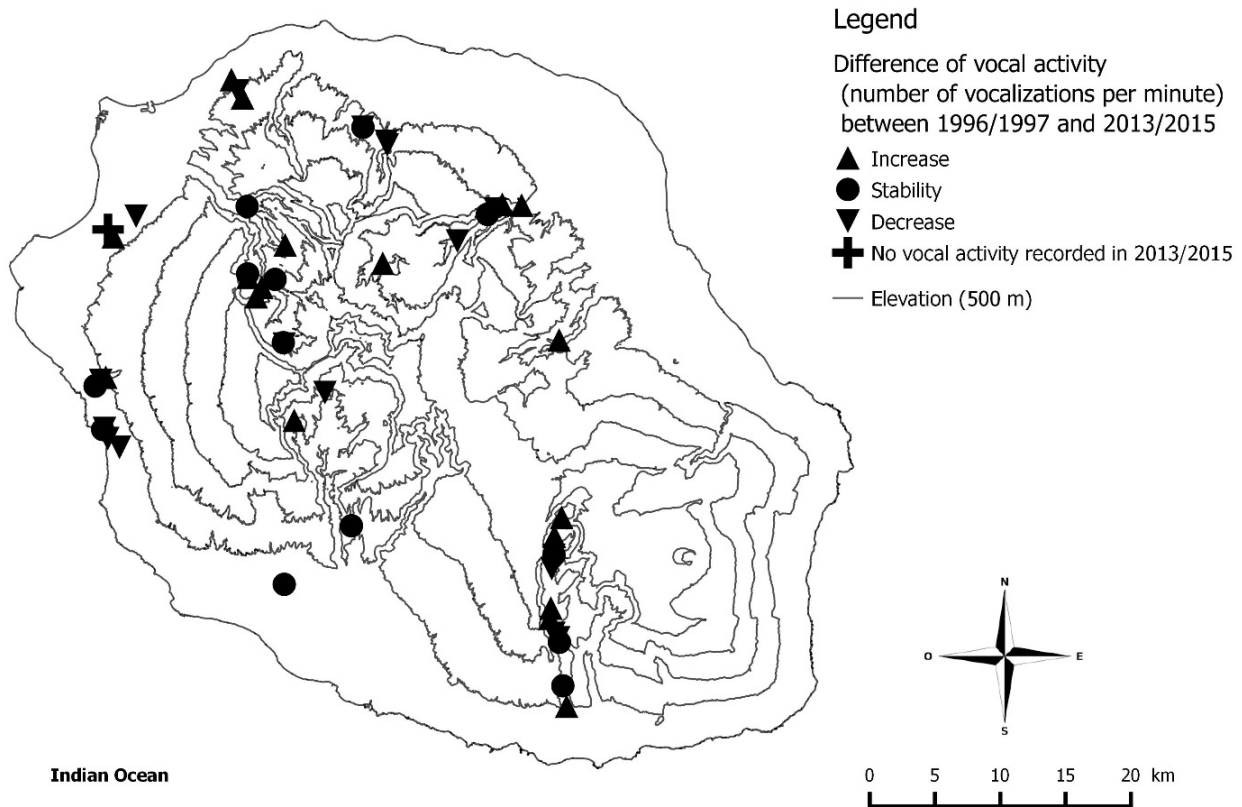 Legend
Difference of vocal activity
(number of vocalizations per minute)
between 1996/1997 and 2013/2015
Increase
Stability
Decrease
No vocal activity recorded in 2013/2015
Elevation (500 m)
N
O E
S
Indian Ocean
0 5 10 15 20 km